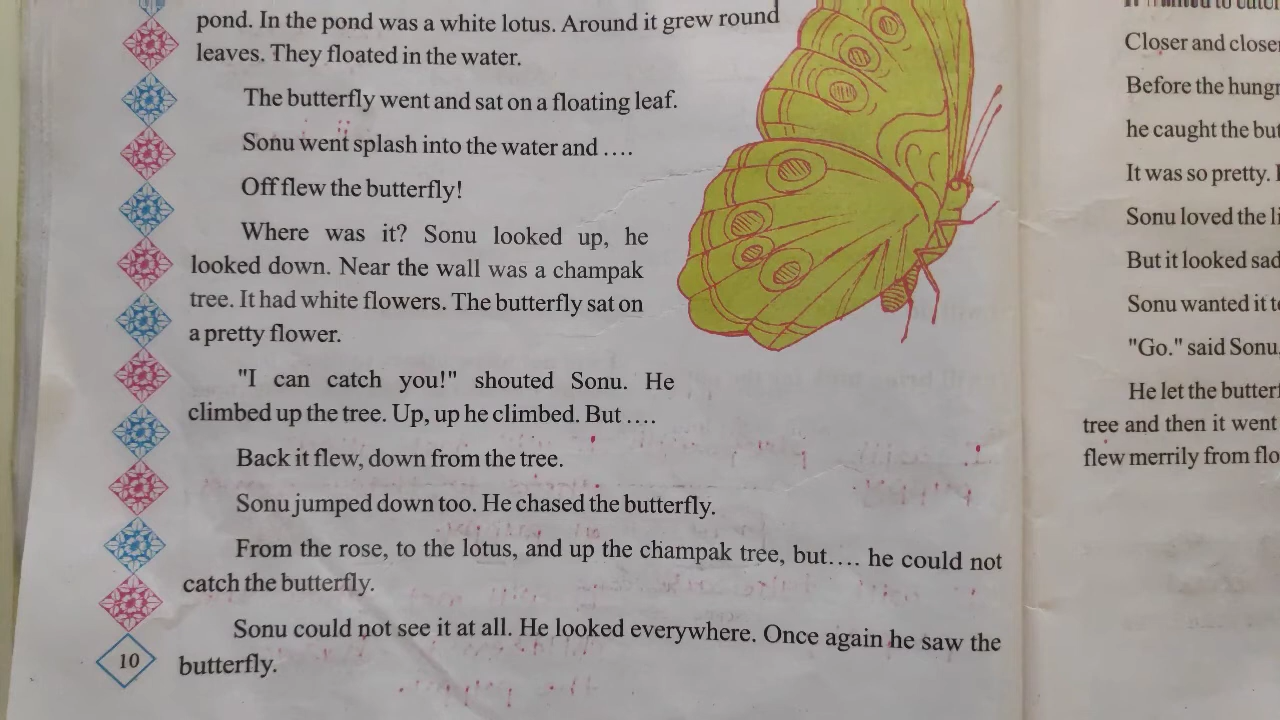 pond. In the pond was a white lotus. Around it grew round
leaves. They floated in the water.
The butterfly went and sat on a floating leaf.
Sonu went splash into the water and ....
Off flew the butterfly!
Where was it? Sonu looked up, he
looked down. Near the wall was a champak
tree. It had white flowers. The butterfly sat on
a pretty flower.
"I can catch you!" shouted Sonu. He
climbed up the tree. Up, up he climbed. But ....
Back it flew, down from the tree.
Sonu jumped down too. He chased the butterfly.
From the rose, to the lotus, and up the champak tree, but.... he could not
catch the butterfly.
Sonu could not see it at all. He looked everywhere. Once again he saw the
butterfly.
10
Closer and
Before the
he caught the
It was so pretty.
Sonu loved the
But it looked sad
Sonu wanted it
"Go." said Sonu.
He let the
tree and then it went
flew merrily from